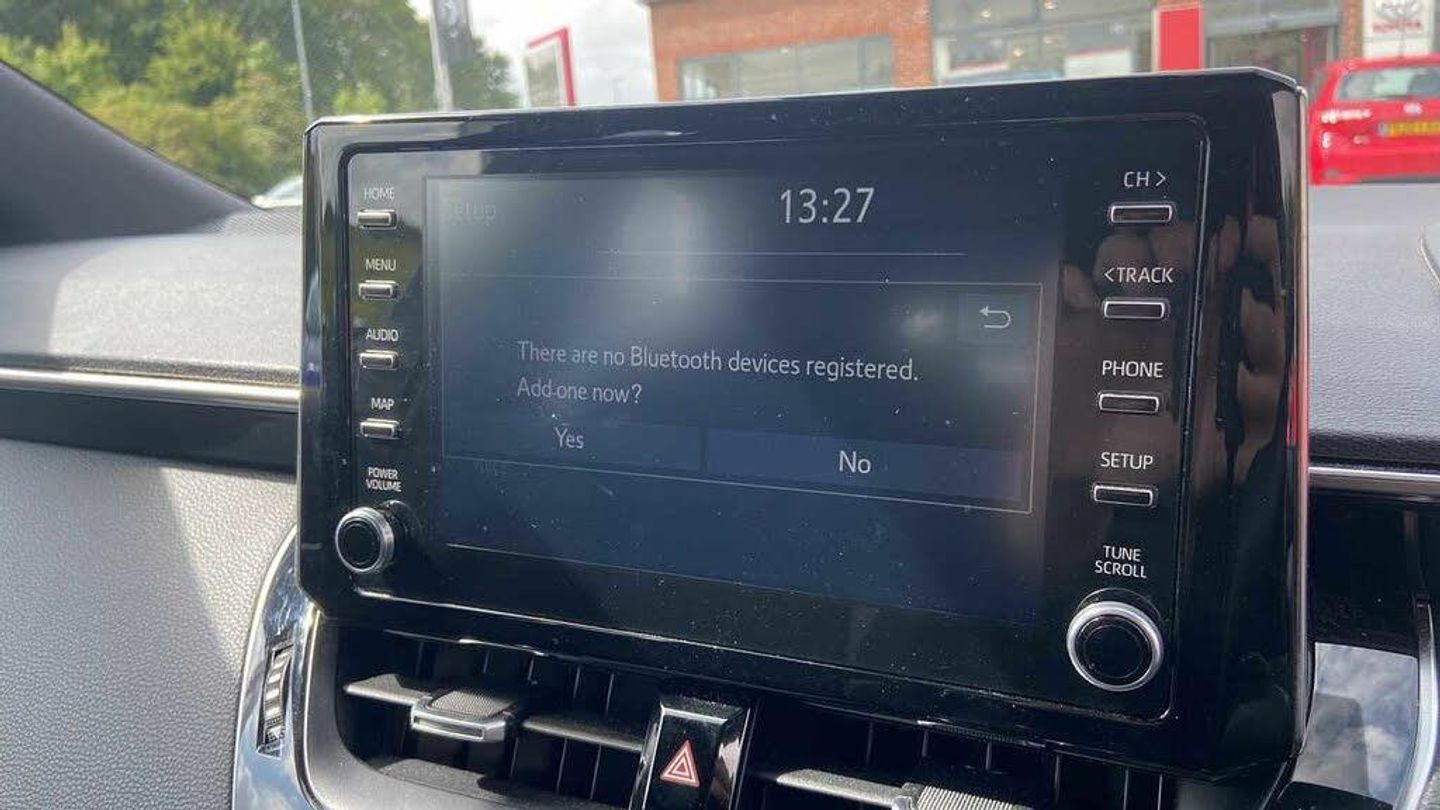 Setup
13:27
There are no Bluetooth devices registered.
Add one now?
Yes
No
HOME
MENU
AUDIO
MAP
POWER
VOLUME
CH >
<TRACK
PHONE
SETUP
TUNE
SCROLL